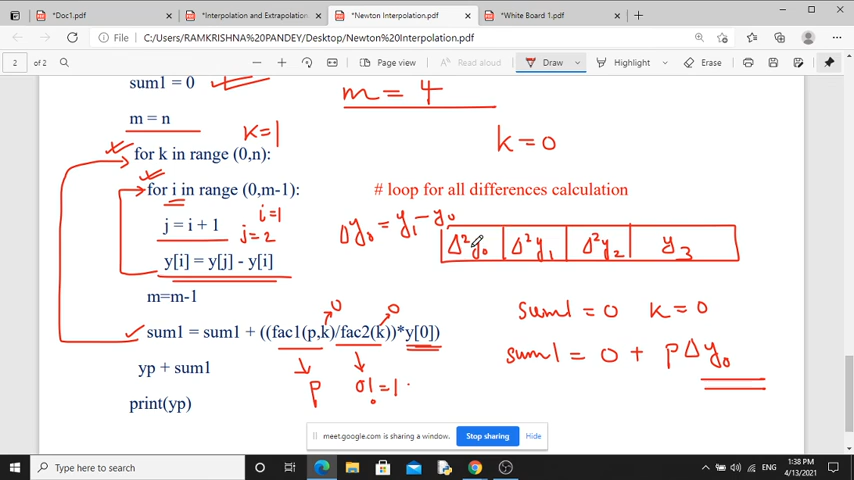 *Doc1.pdf
*Interpolation and Extrapolation
*Newton Interpolation.pdf
*White Board 1.pdf
File | C:/Users/RAMKRISHNA%20PANDEY/Desktop/Newton%20Interpolation.pdf
2 of 2
Page view
Read aloud
Draw
Highlight
Erase
sum1 = 0
m = 4
m = n
K=1
k = 0
for k in range (0,n):
for i in range (0,m-1): # loop for all differences calculation
j = i + 1
i=1
j=2
Δy₀ = y₁ - y₀
Δ²y₀ Δ²y₁ Δ²y₂ y₃
y[i] = y[j] - y[i]
m=m-1
0 0
sum1 = 0 k = 0
sum1 = sum1 + ((fac1(p,k)/fac2(k))*y[0])
sum1 = 0 + pΔy₀
yp + sum1
p 0! = 1
print(yp)
meet.google.com is sharing a window.
Stop sharing
Hide
Type here to search
ENG
1:38 PM
4/13/2021